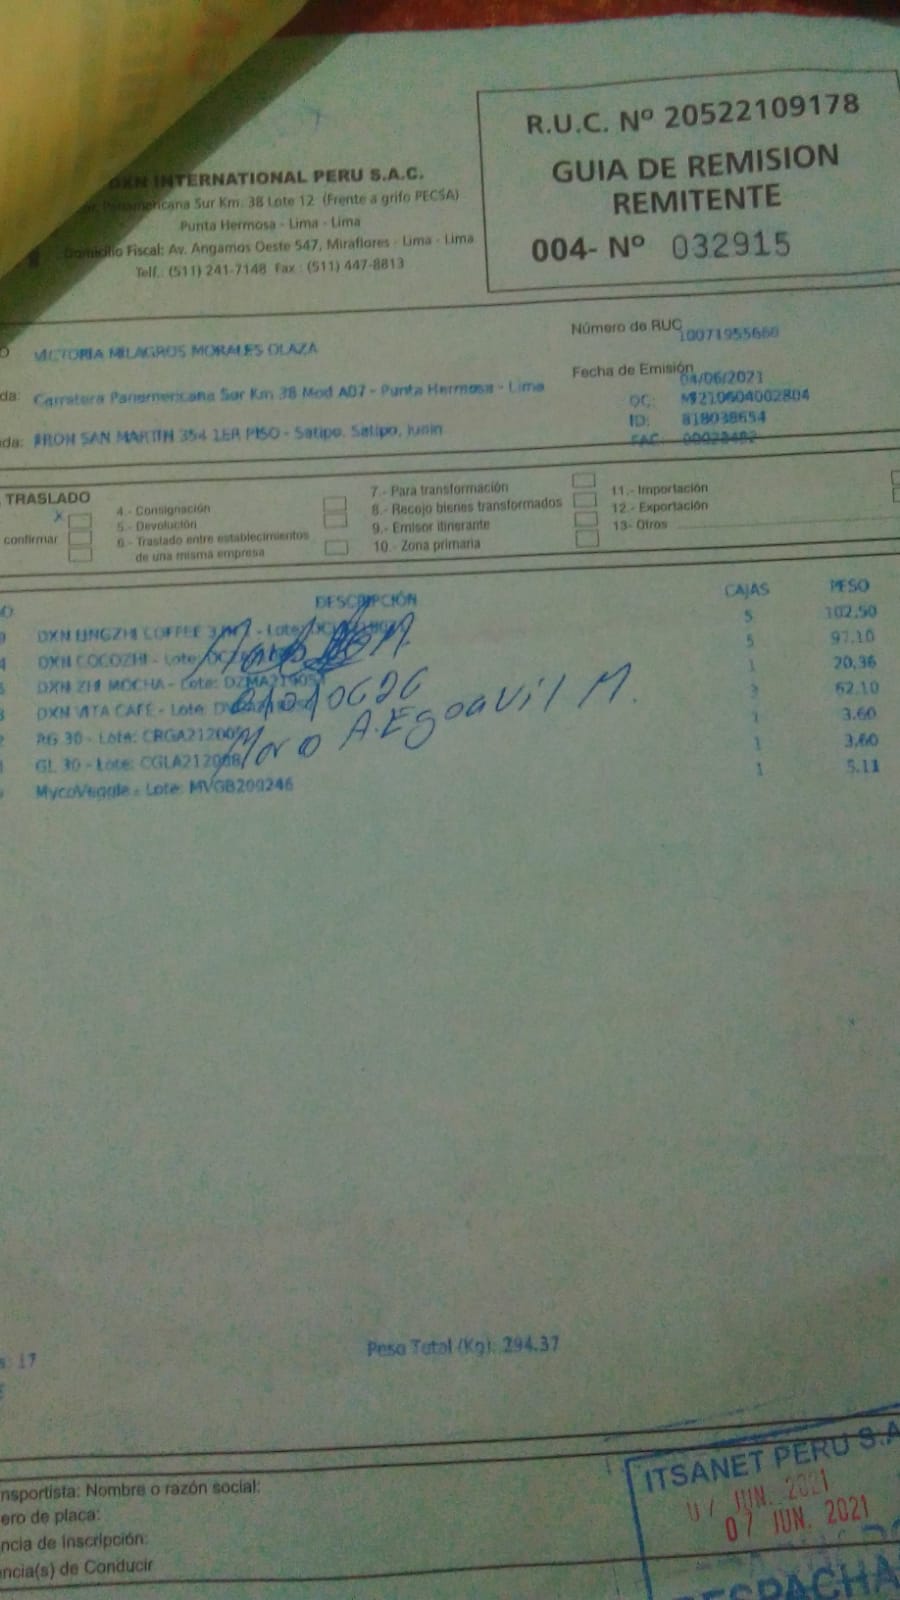 R.U.C. Nº 20522109178
GUIA DE REMISION
REMITENTE
004- Nº 032915
DXN INTERNATIONAL PERU S.A.C.
Panamericana Sur Km. 38 Lote 12 (Frente a grifo PECSA)
Punta Hermosa - Lima - Lima
Domicilio Fiscal: Av. Angamos Oeste 547, Miraflores - Lima - Lima
Telf.: (511) 241-7148 Fax : (511) 447-8813
VICTORIA MILAGROS MORALES OLAZA
Número de RUC
10071955668
Fecha de Emisión
04/06/2021
da: Carretera Panamericana Sur Km 38 Mod A07 - Punta Hermosa - Lima
OC: M$210604002804
ID: 818038654
FAC:
da: JIRON SAN MARTIN 354 1ER PISO - Satipo, Satipo, Junin
TRASLADO
x
confirmar
4.- Consignación
5.- Devolución
6.- Traslado entre establecimientos
de una misma empresa
7.- Para transformación
8.- Recojo bienes transformados
9.- Emisor itinerante
10.- Zona primaria
11.- Importación
12.- Exportación
13- Otros
DESCRIPCIÓN CAJAS PESO
DXN LINGZHI COFFEE - Lote: 5 102,50
DXN COCOZHI - Lote: 5 97,10
DXN ZHI MOCHA - Lote: 1 20,36
DXN VITA CAFE - Lote: 3 62.10
RG 30 - Lote: 1 3.60
GL 30 - Lote: CGLA212008 1 3,60
MycoVeggie - Lote: MVGB200246 1 5.11
A.Egoavil M.
17
Peso Total (Kg): 294.37
nsportista: Nombre o razón social:
ero de placa:
ncia de Inscripción:
encia(s) de Conducir
ITSANET PERU S.A
07 JUN. 2021
07 JUN. 2021
DESPACHA